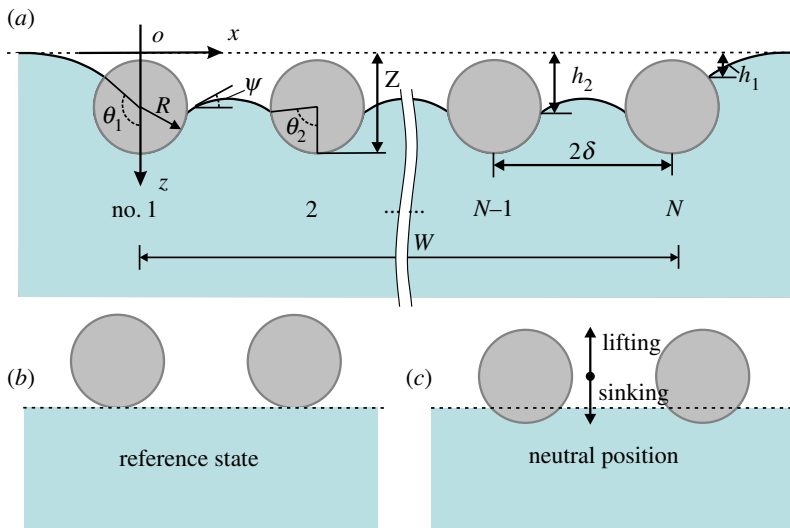 (a)
o
x
θ1
R
ψ
θ2
Z
h2
h1
2δ
z
no. 1
2
......
N–1
N
W
(b)
reference state
(c)
lifting
sinking
neutral position